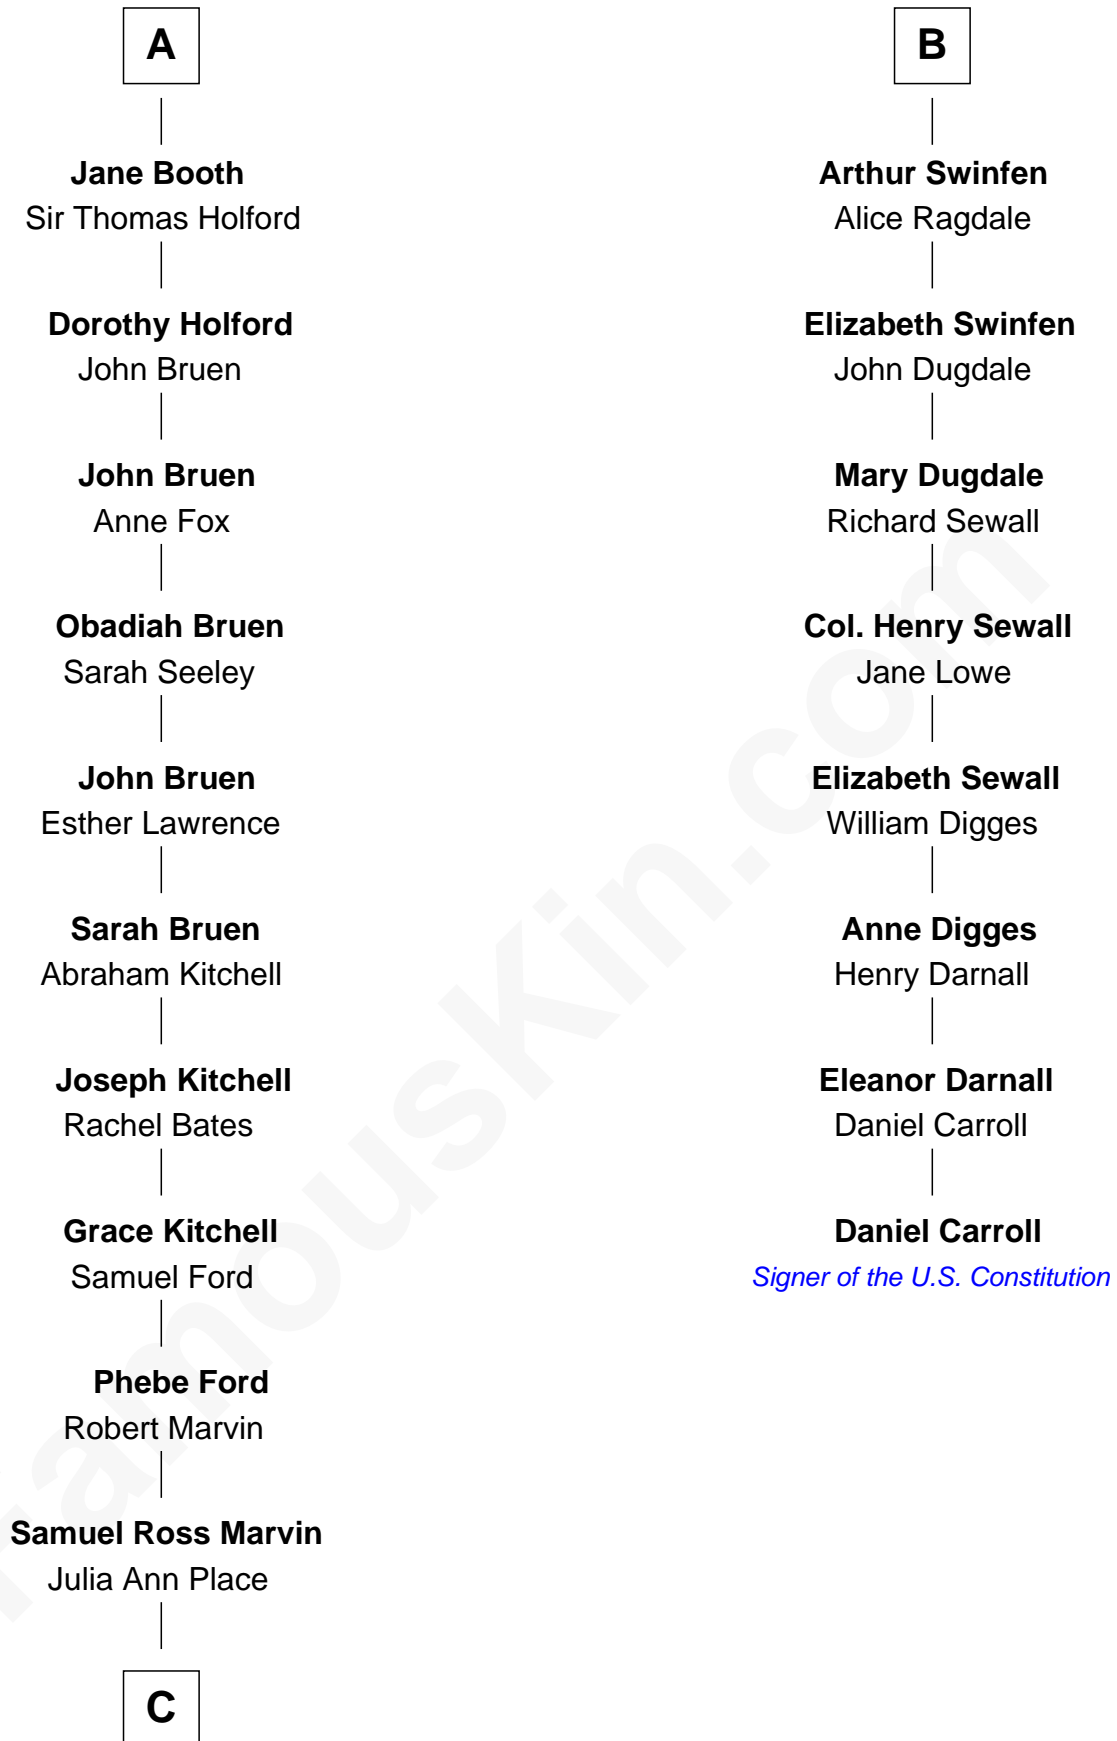 A
Jane Booth
Sir Thomas Holford
Dorothy Holford
John Bruen
John Bruen
Anne Fox
Obadiah Bruen
Sarah Seeley
John Bruen
Esther Lawrence
Sarah Bruen
Abraham Kitchell
Joseph Kitchell
Rachel Bates
Grace Kitchell
Samuel Ford
Phebe Ford
Robert Marvin
Samuel Ross Marvin
Julia Ann Place
C
B
Arthur Swinfen
Alice Ragdale
Elizabeth Swinfen
John Dugdale
Mary Dugdale
Richard Sewall
Col. Henry Sewall
Jane Lowe
Elizabeth Sewall
William Digges
Anne Digges
Henry Darnall
Eleanor Darnall
Daniel Carroll
Daniel Carroll
Signer of the U.S. Constitution
FamousKin.com